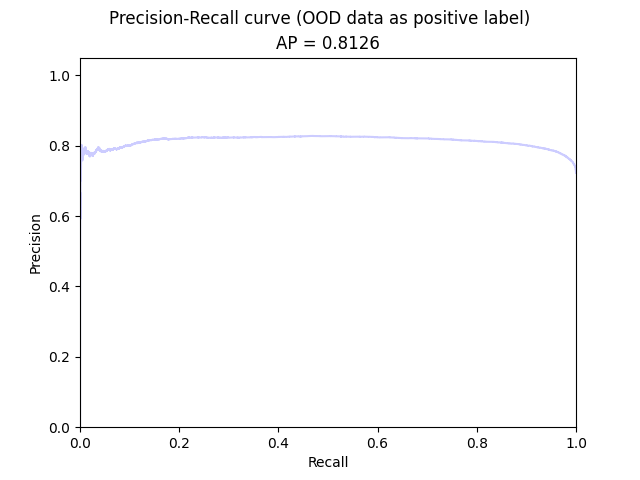 Precision-Recall curve (OOD data as positive label)
AP = 0.8126
1.0
0.8
0.6
0.4
0.2
0.0
Precision
0.0 0.2 0.4 0.6 0.8 1.0
Recall